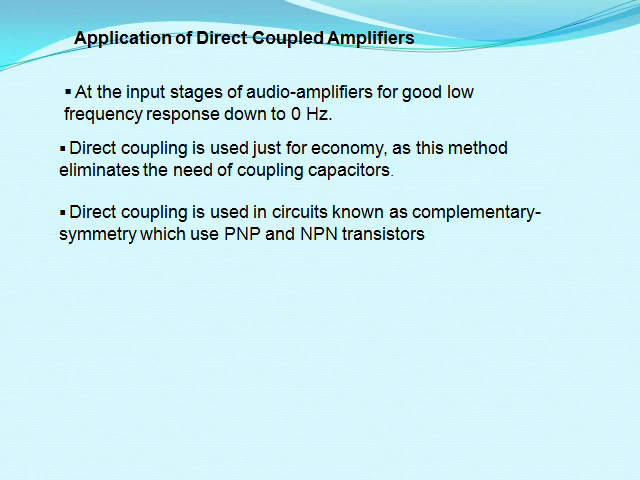 Application of Direct Coupled Amplifiers
▪ At the input stages of audio-amplifiers for good low
frequency response down to 0 Hz.
▪ Direct coupling is used just for economy, as this method
eliminates the need of coupling capacitors.
▪ Direct coupling is used in circuits known as complementary-
symmetry which use PNP and NPN transistors